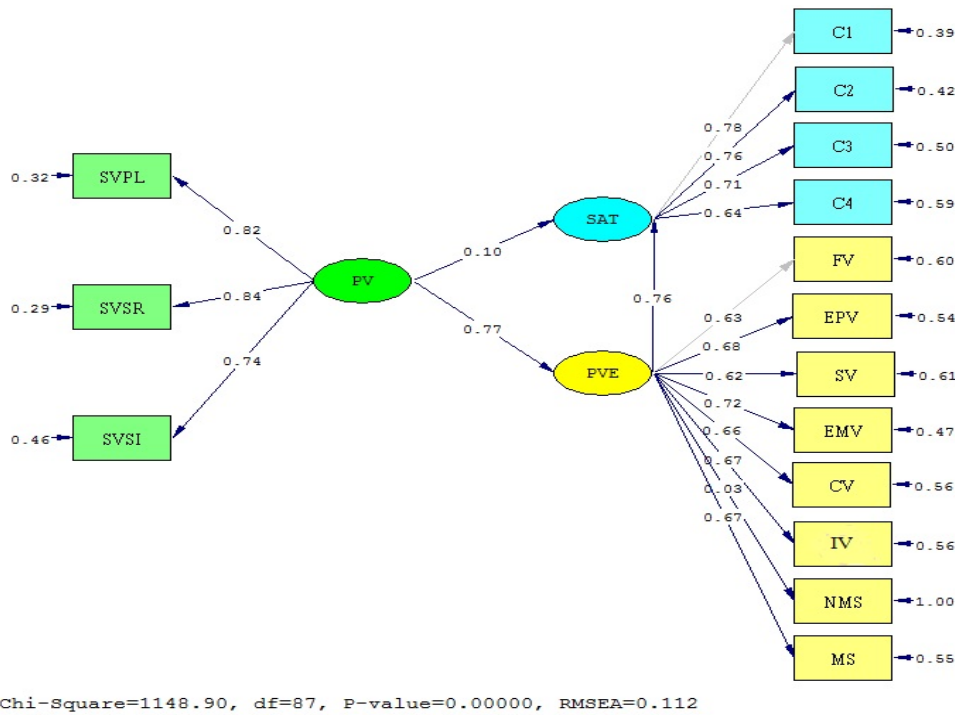 C1
0.39
C2
0.42
0.78
0.76
C3
0.50
0.32
SVPL
0.71
C4
0.59
0.64
SAT
0.82
0.10
FV
0.60
PV
0.84
0.29
SVSR
0.76
0.63
EPV
0.54
0.77
0.68
0.74
PVE
0.62
SV
0.61
0.72
0.46
SVSI
0.66
EMV
0.47
0.67
0.03
CV
0.56
0.67
IV
0.56
NMS
1.00
MS
0.55
Chi-Square=1148.90, df=87, P-value=0.00000, RMSEA=0.112